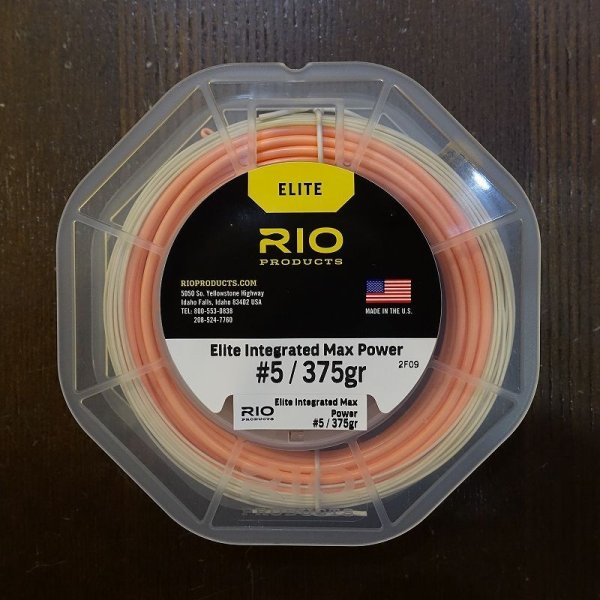 ELITE
RIO
PRODUCTS
RIOPRODUCTS.COM
5050 So. Yellowstone Highway
Idaho Falls, Idaho 83402 USA
TEL: 800-553-0838
208-524-7760
MADE IN THE U.S.
Elite Integrated Max Power
#5 / 375gr
2F09
RIO
PRODUCTS
Elite Integrated Max
Power
#5 / 375gr
PRODUCTS